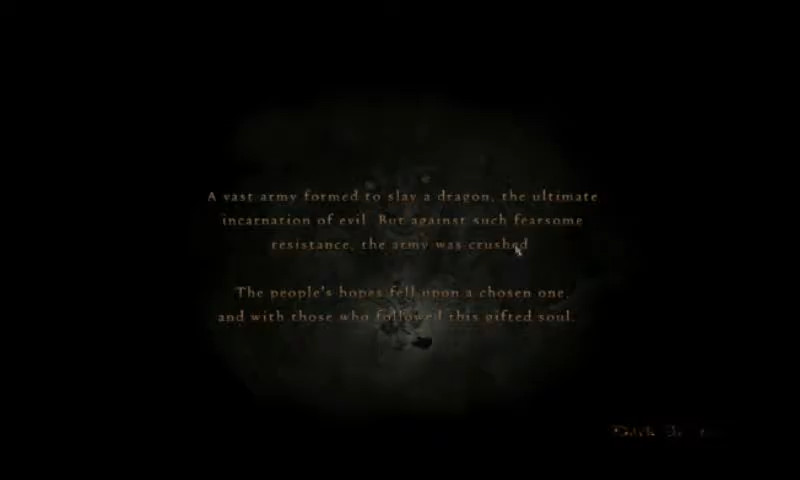 A vast army formed to slay a dragon, the ultimate
incarnation of evil. But against such fearsome
resistance, the army was crushed
The people's hopes fell upon a chosen one,
and with those who followed this gifted soul.